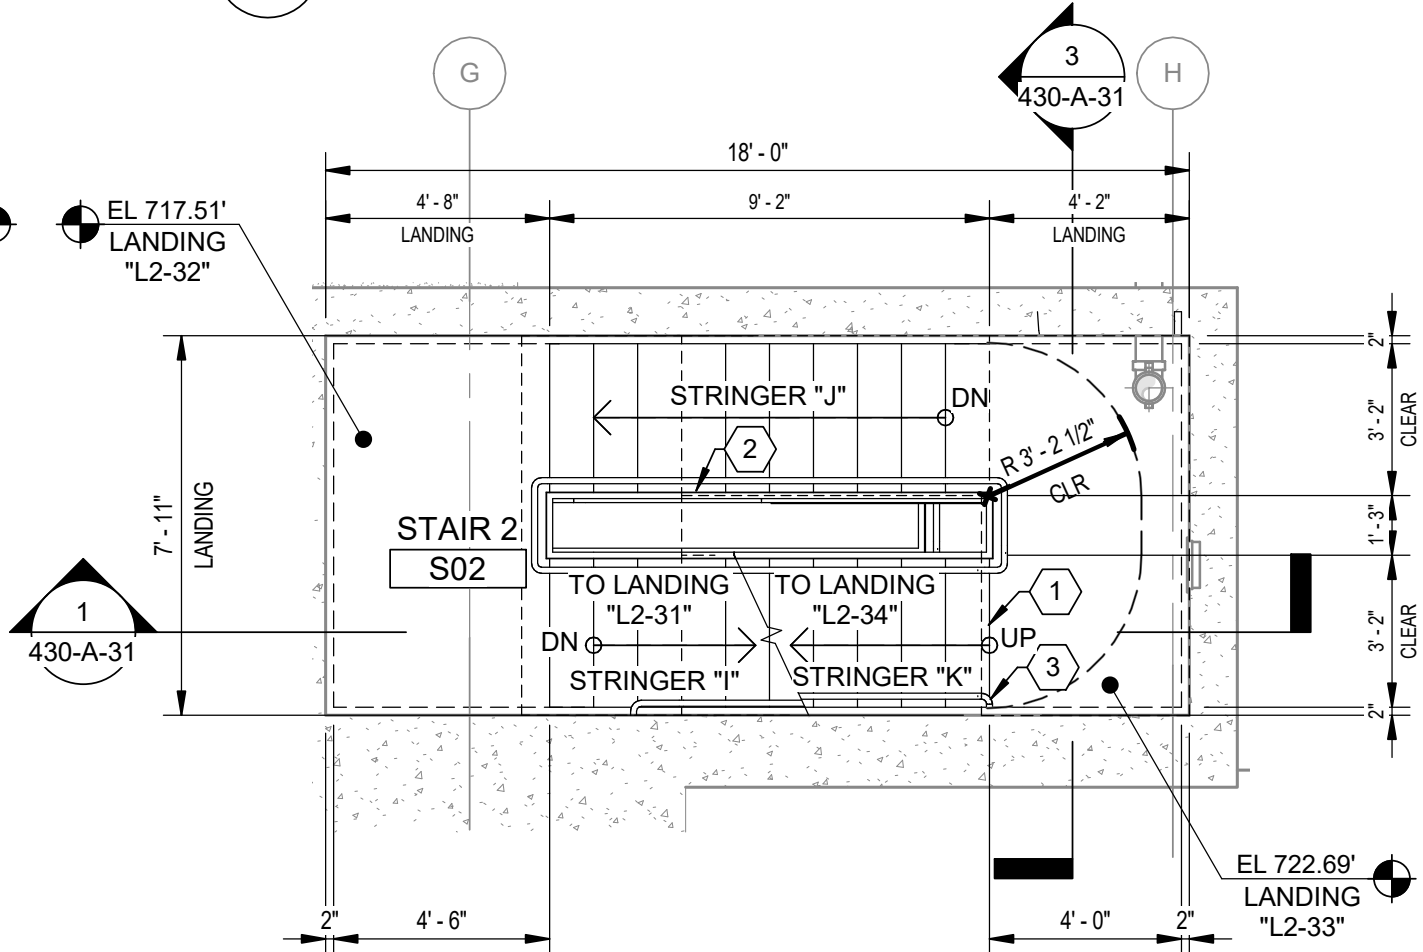 G
3
430-A-31
H
18' - 0"
4' - 8"
LANDING
9' - 2"
4' - 2"
LANDING
EL 717.51'
LANDING
"L2-32"
2"
3' - 2"
CLEAR
1' - 3"
3' - 2"
CLEAR
2"
STRINGER "J"
DN
2
R 3' - 2 1/2"
CLR
7' - 11"
LANDING
STAIR 2
S02
TO LANDING
"L2-31"
TO LANDING
"L2-34"
1
1
430-A-31
DN
UP
STRINGER "I"
STRINGER "K"
3
EL 722.69'
LANDING
"L2-33"
2"
4' - 6"
4' - 0"
2"